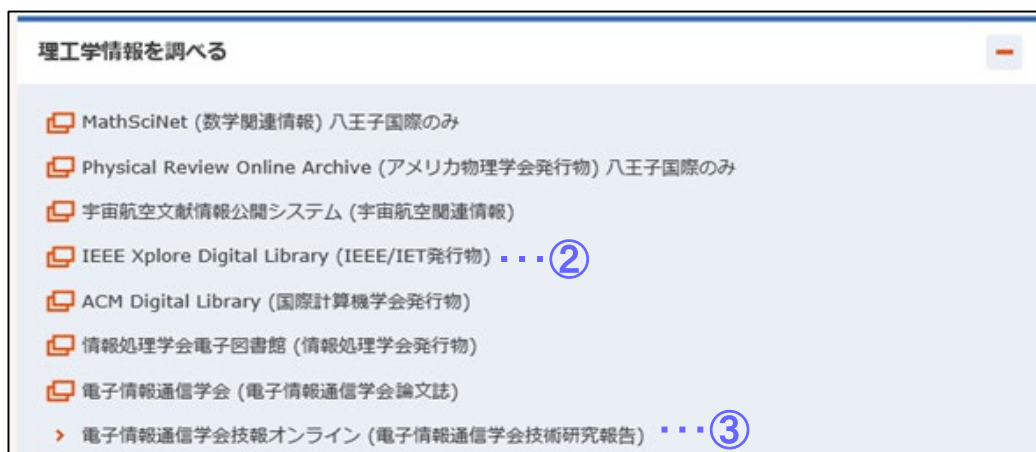 理工学情報を調べる
MathSciNet (数学関連情報) 八王子国際のみ
Physical Review Online Archive (アメリカ物理学会発行物) 八王子国際のみ
宇宙航空文献情報公開システム (宇宙航空関連情報)
IEEE Xplore Digital Library (IEEE/IET発行物) ・・・②
ACM Digital Library (国際計算機学会発行物)
情報処理学会電子図書館 (情報処理学会発行物)
電子情報通信学会 (電子情報通信学会論文誌)
電子情報通信学会技報オンライン (電子情報通信学会技術研究報告) ・・・③